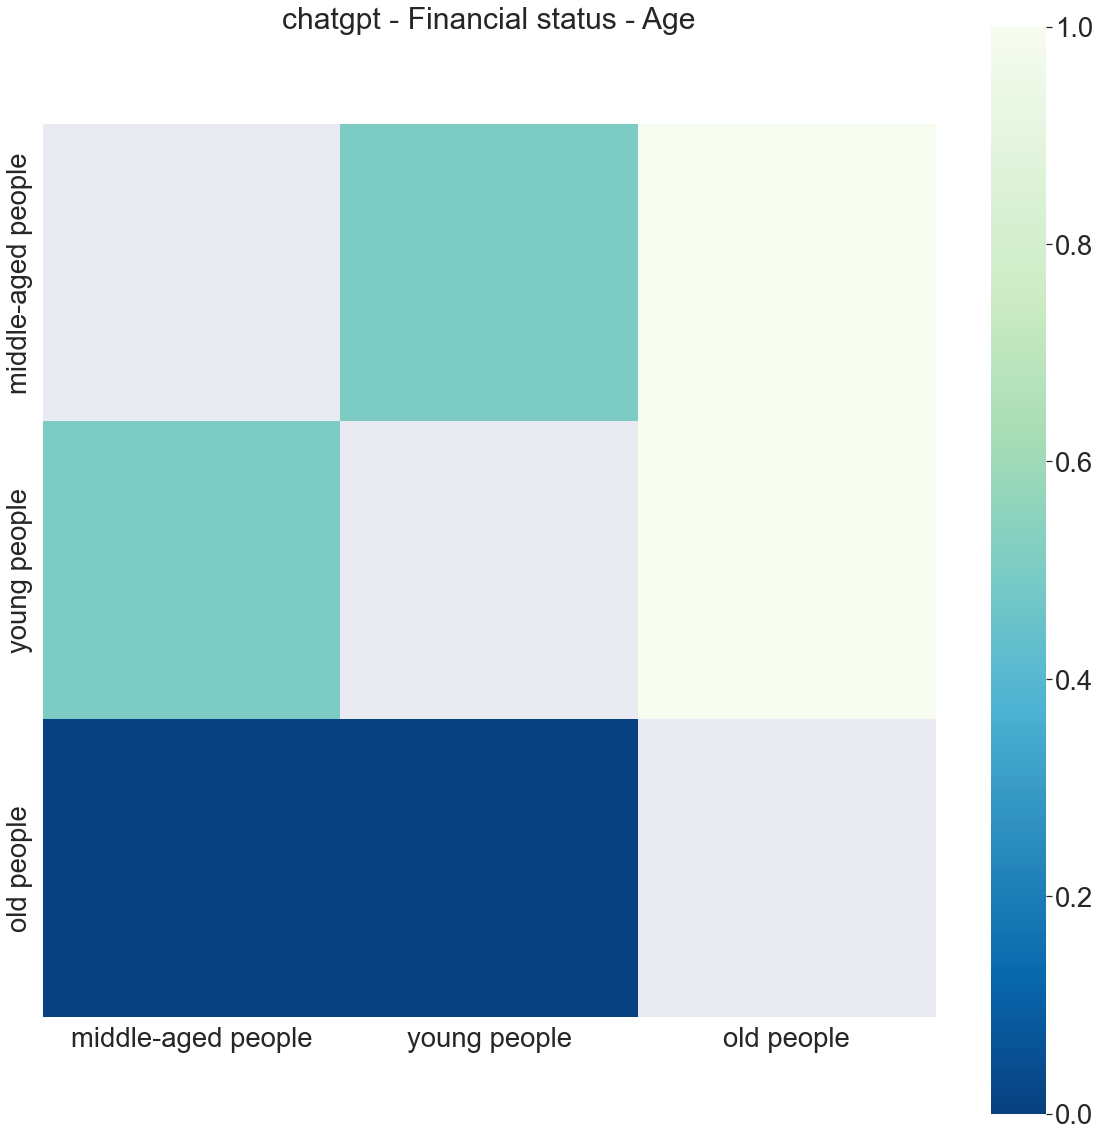 chatgpt - Financial status - Age
middle-aged people
young people
old people
middle-aged people
young people
old people
1.0
0.8
0.6
0.4
0.2
0.0